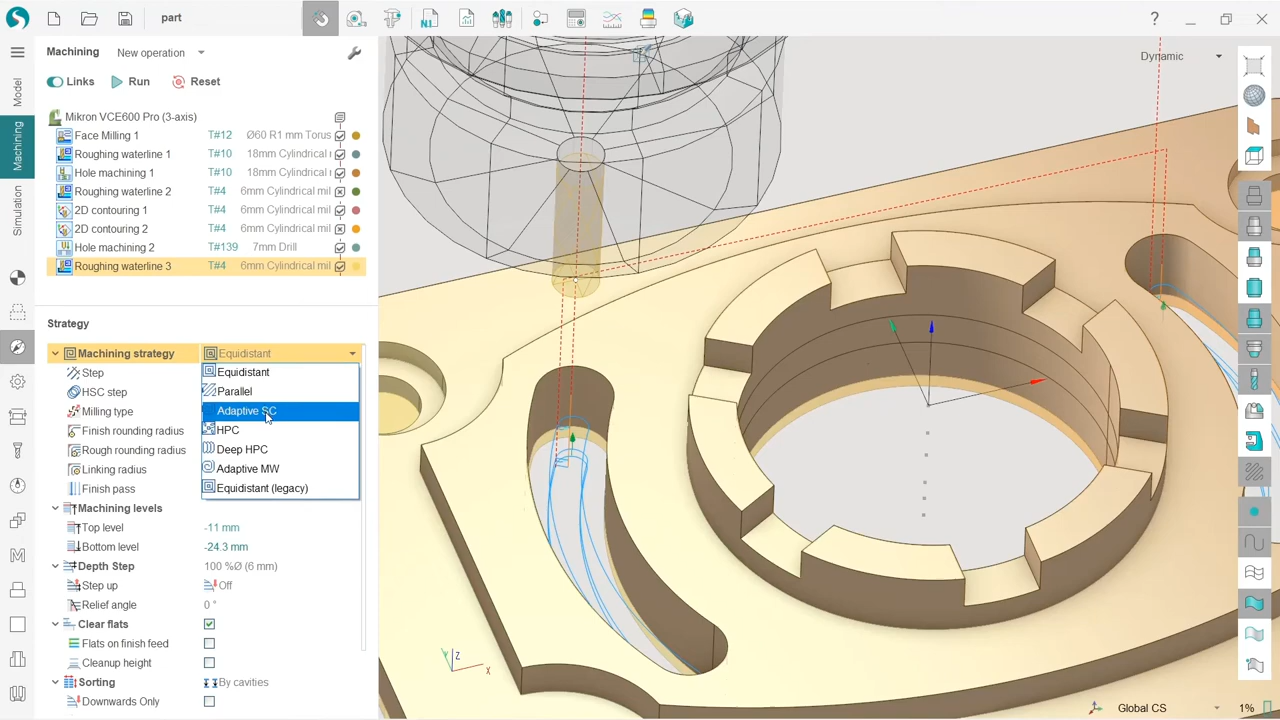 part
N.I
?
Machining
New operation
Dynamic
Links
Run
Reset
Model
Machining
Simulation
Mikron VCE600 Pro (3-axis)
Face Milling 1 T#12 Ø60 R1 mm Torus
Roughing waterline 1 T#10 18mm Cylindrical
Hole machining 1 T#10 18mm Cylindrical
Roughing waterline 2 T#4 6mm Cylindrical mil
2D contouring 1 T#4 6mm Cylindrical mil
2D contouring 2 T#4 6mm Cylindrical mil
Hole machining 2 T#139 7mm Drill
Roughing waterline 3 T#4 6mm Cylindrical mil
Strategy
Machining strategy Equidistant
Step Equidistant
HSC step Parallel
Milling type Adaptive SC
Finish rounding radius HPC
Rough rounding radius Deep HPC
Linking radius Adaptive MW
Finish pass Equidistant (legacy)
Machining levels
Top level -11 mm
Bottom level -24.3 mm
Depth Step 100 %Ø (6 mm)
Step up Off
Relief angle 0 °
Clear flats
Flats on finish feed
Cleanup height
Sorting By cavities
Downwards Only
Z
Y
X
Global CS
1%